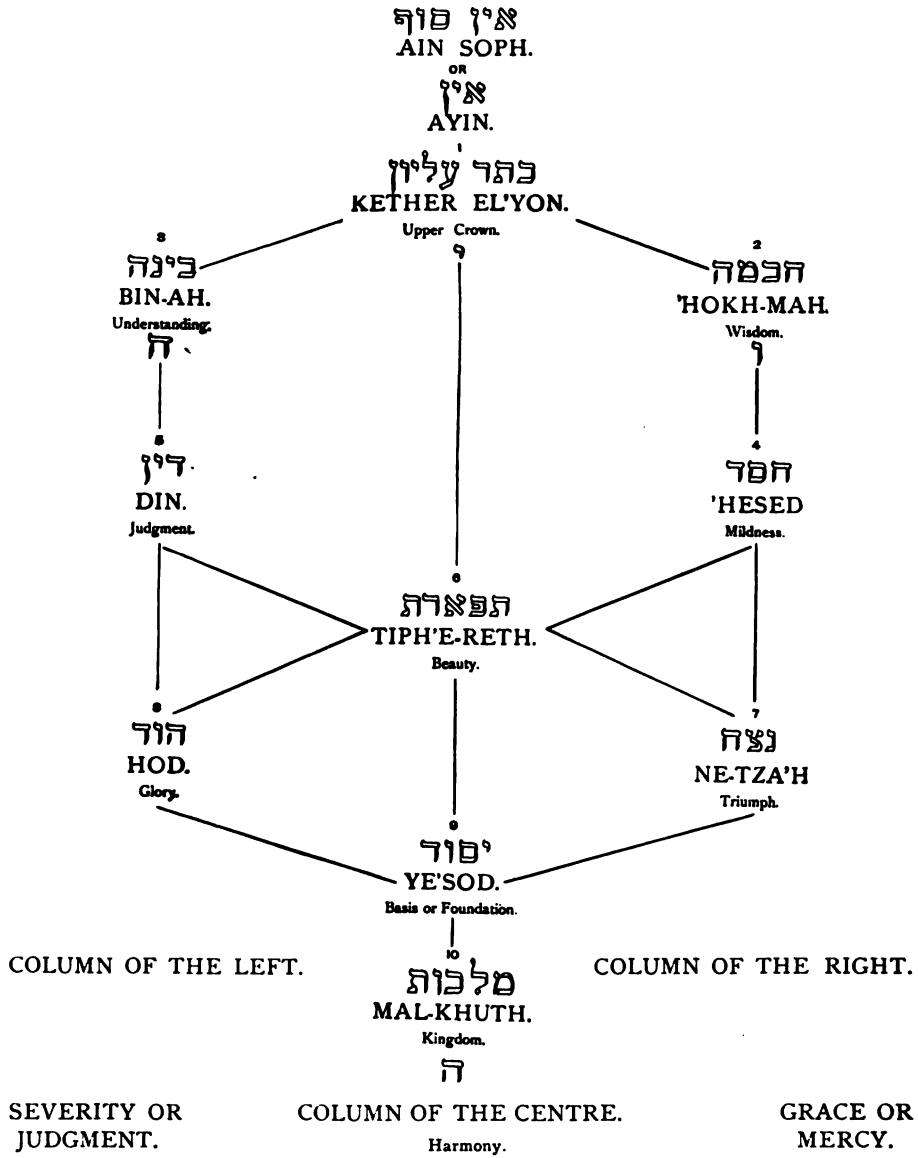 אין סוף
AIN SOPH.
OR
אין
AYIN.
1
כתר עליון
KETHER EL'YON.
Upper Crown.
י
3
בינה
BIN-AH.
Understanding.
ה
2
חכמה
'HOKH-MAH.
Wisdom.
ו
5
דין
DIN.
Judgment.
4
חסד
'HESED
Mildness.
6
תפארת
TIPH'E-RETH.
Beauty.
8
הוד
HOD.
Glory.
7
נצח
NE-TZA'H
Triumph.
9
יסוד
YE'SOD.
Basis or Foundation.
COLUMN OF THE LEFT.
COLUMN OF THE RIGHT.
10
מלכות
MAL-KHUTH.
Kingdom.
ה
SEVERITY OR
JUDGMENT.
COLUMN OF THE CENTRE.
Harmony.
GRACE OR
MERCY.